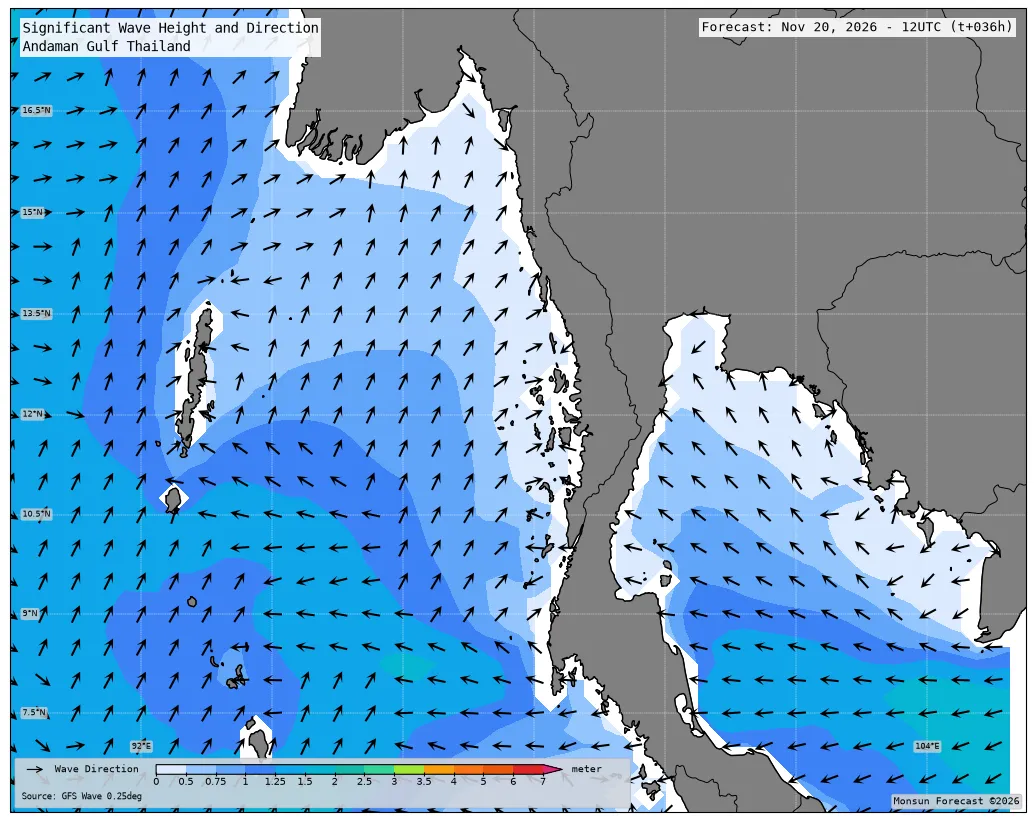 Significant Wave Height and Direction
Andaman Gulf Thailand
Forecast: Nov 20, 2026 - 12UTC (t+036h)
16.5°N
15°N
13.5°N
12°N
10.5°N
9°N
7.5°N
92°E
104°E
Wave Direction
0 0.5 0.75 1 1.25 1.5 2 2.5 3 3.5 4 5 6 7
meter
Source: GFS Wave 0.25deg
Monsun Forecast ©2026